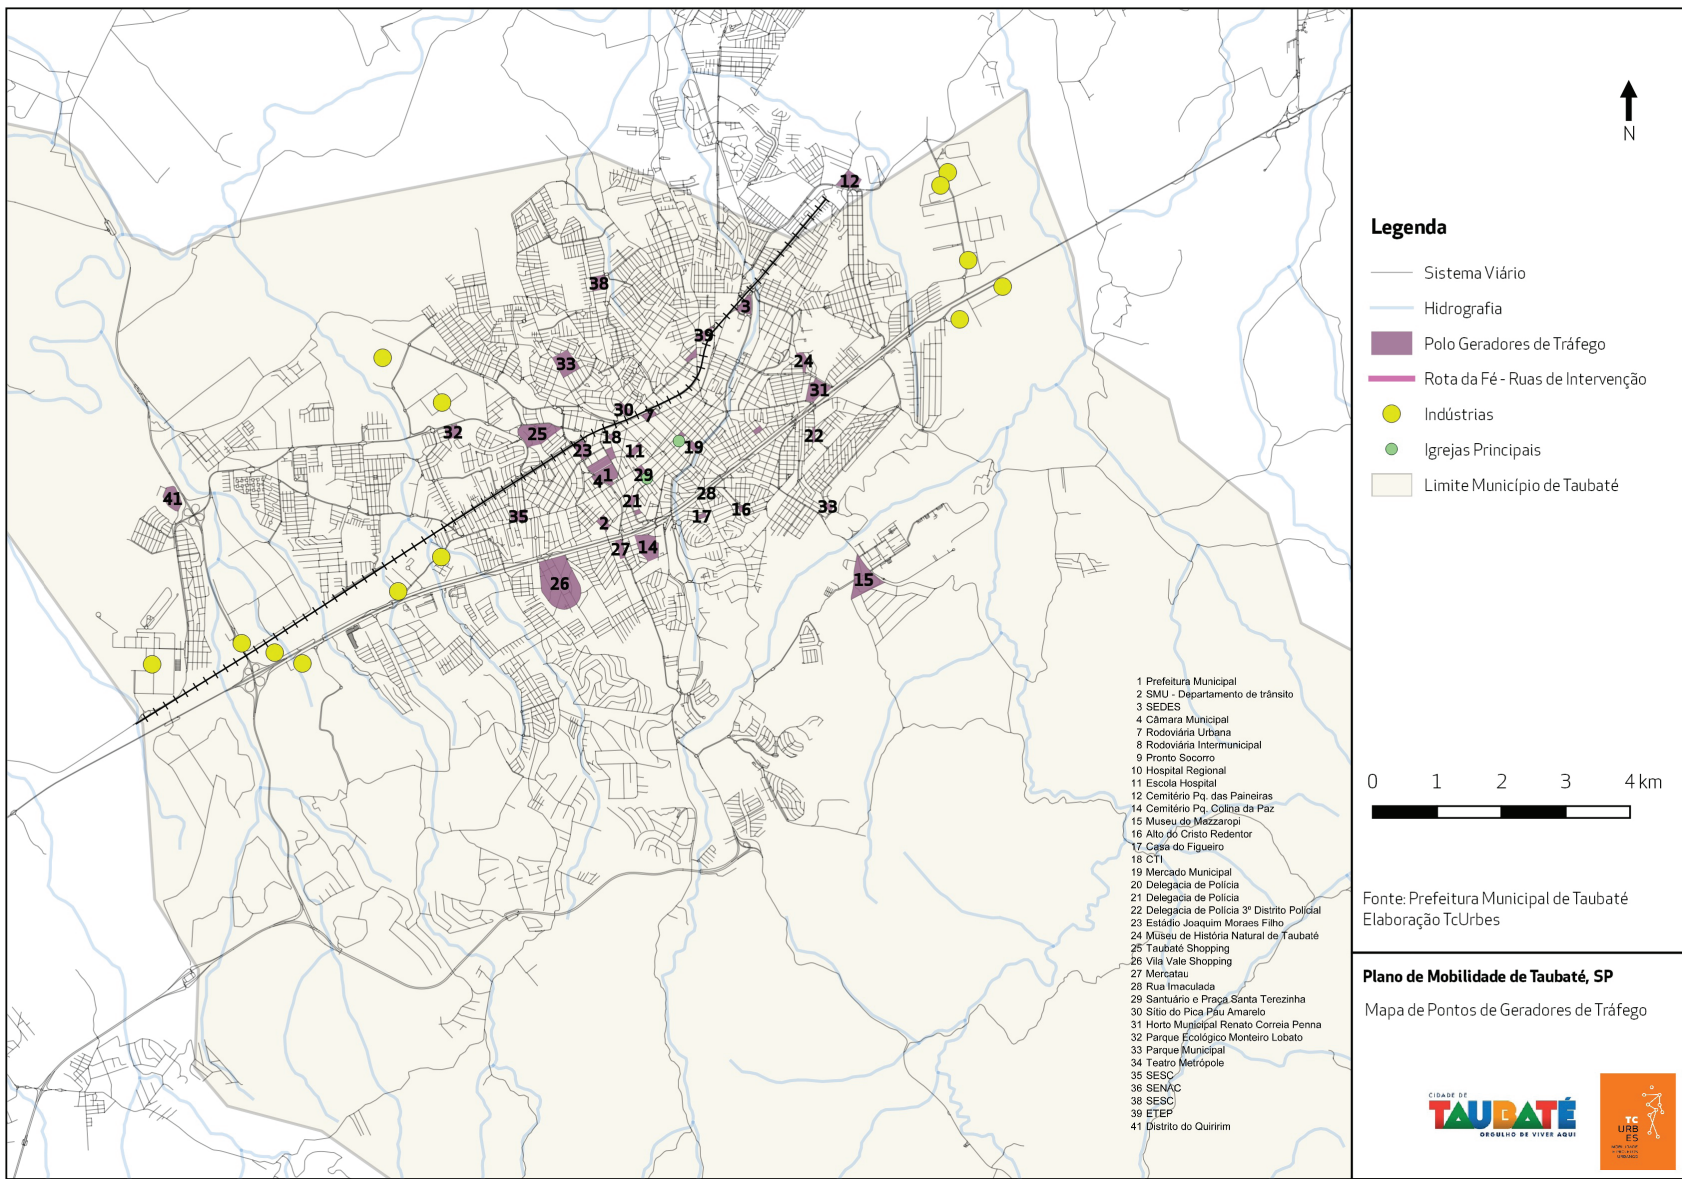 12
38
3
39
33
24
31
30
7
32
25
18
22
23
11
19
1
4
29
41
21
28
35
2
17
16
33
27
14
26
15
1 Prefeitura Municipal
2 SMU - Departamento de trânsito
3 SEDES
4 Câmara Municipal
7 Rodoviária Urbana
8 Rodoviária Intermunicipal
9 Pronto Socorro
10 Hospital Regional
11 Escola Hospital
12 Cemitério Pq. das Paineiras
14 Cemitério Pq. Colina da Paz
15 Museu do Mazzaropi
16 Alto do Cristo Redentor
17 Casa do Figueiro
18 CTI
19 Mercado Municipal
20 Delegacia de Polícia
21 Delegacia de Polícia
22 Delegacia de Polícia 3º Distrito Policial
23 Estádio Joaquim Moraes Filho
24 Museu de História Natural de Taubaté
25 Taubaté Shopping
26 Vila Vale Shopping
27 Mercatau
28 Rua Imaculada
29 Santuário e Praça Santa Terezinha
30 Sítio do Pica Pau Amarelo
31 Horto Municipal Renato Correia Penna
32 Parque Ecológico Monteiro Lobato
33 Parque Municipal
34 Teatro Metrópole
35 SESC
36 SENAC
38 SESC
39 ETEP
41 Distrito do Quiririm
N
Legenda
Sistema Viário
Hidrografia
Polo Geradores de Tráfego
Rota da Fé - Ruas de Intervenção
Indústrias
Igrejas Principais
Limite Município de Taubaté
0 1 2 3 4 km
Fonte: Prefeitura Municipal de Taubaté
Elaboração TcUrbes
Plano de Mobilidade de Taubaté, SP
Mapa de Pontos de Geradores de Tráfego
CIDADE DE
TAUBATÉ
ORGULHO DE VIVER AQUI
TC
URB
ES